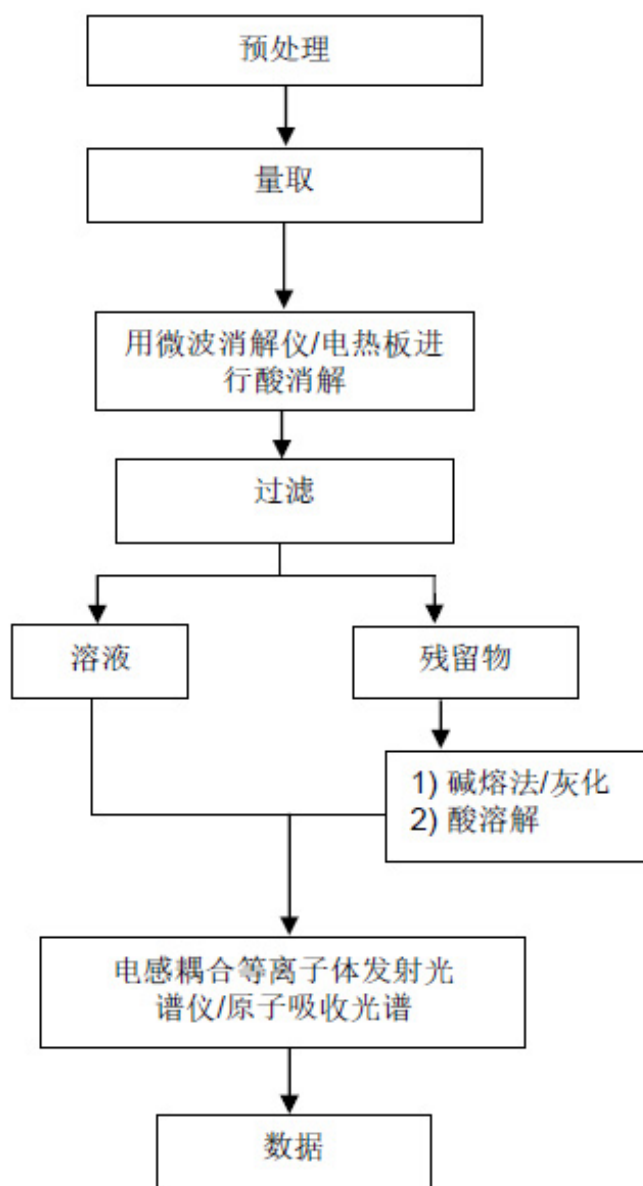 预处理
量取
用微波消解仪/电热板进
行酸消解
过滤
溶液
残留物
1) 碱熔法/灰化
2) 酸溶解
电感耦合等离子体发射光
谱仪/原子吸收光谱
数据